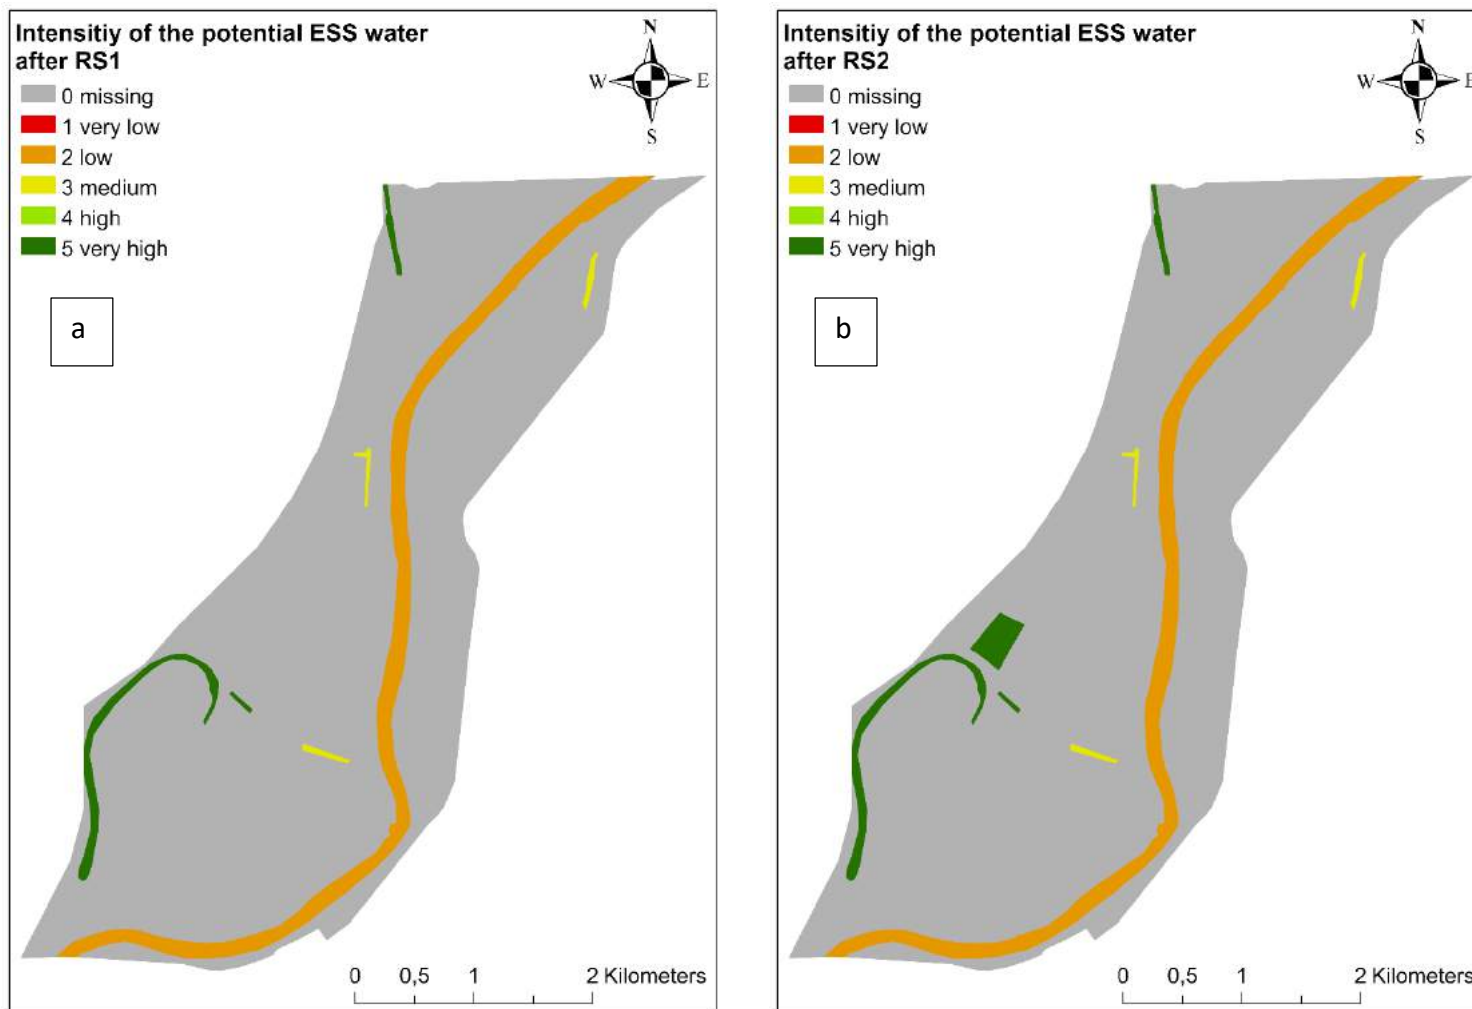 Intensitiy of the potential ESS water
after RS1
N
W E
S
0 missing
1 very low
2 low
3 medium
4 high
5 very high
a
0 0,5 1 2 Kilometers
Intensitiy of the potential ESS water
after RS2
N
W E
S
0 missing
1 very low
2 low
3 medium
4 high
5 very high
b
0 0,5 1 2 Kilometers